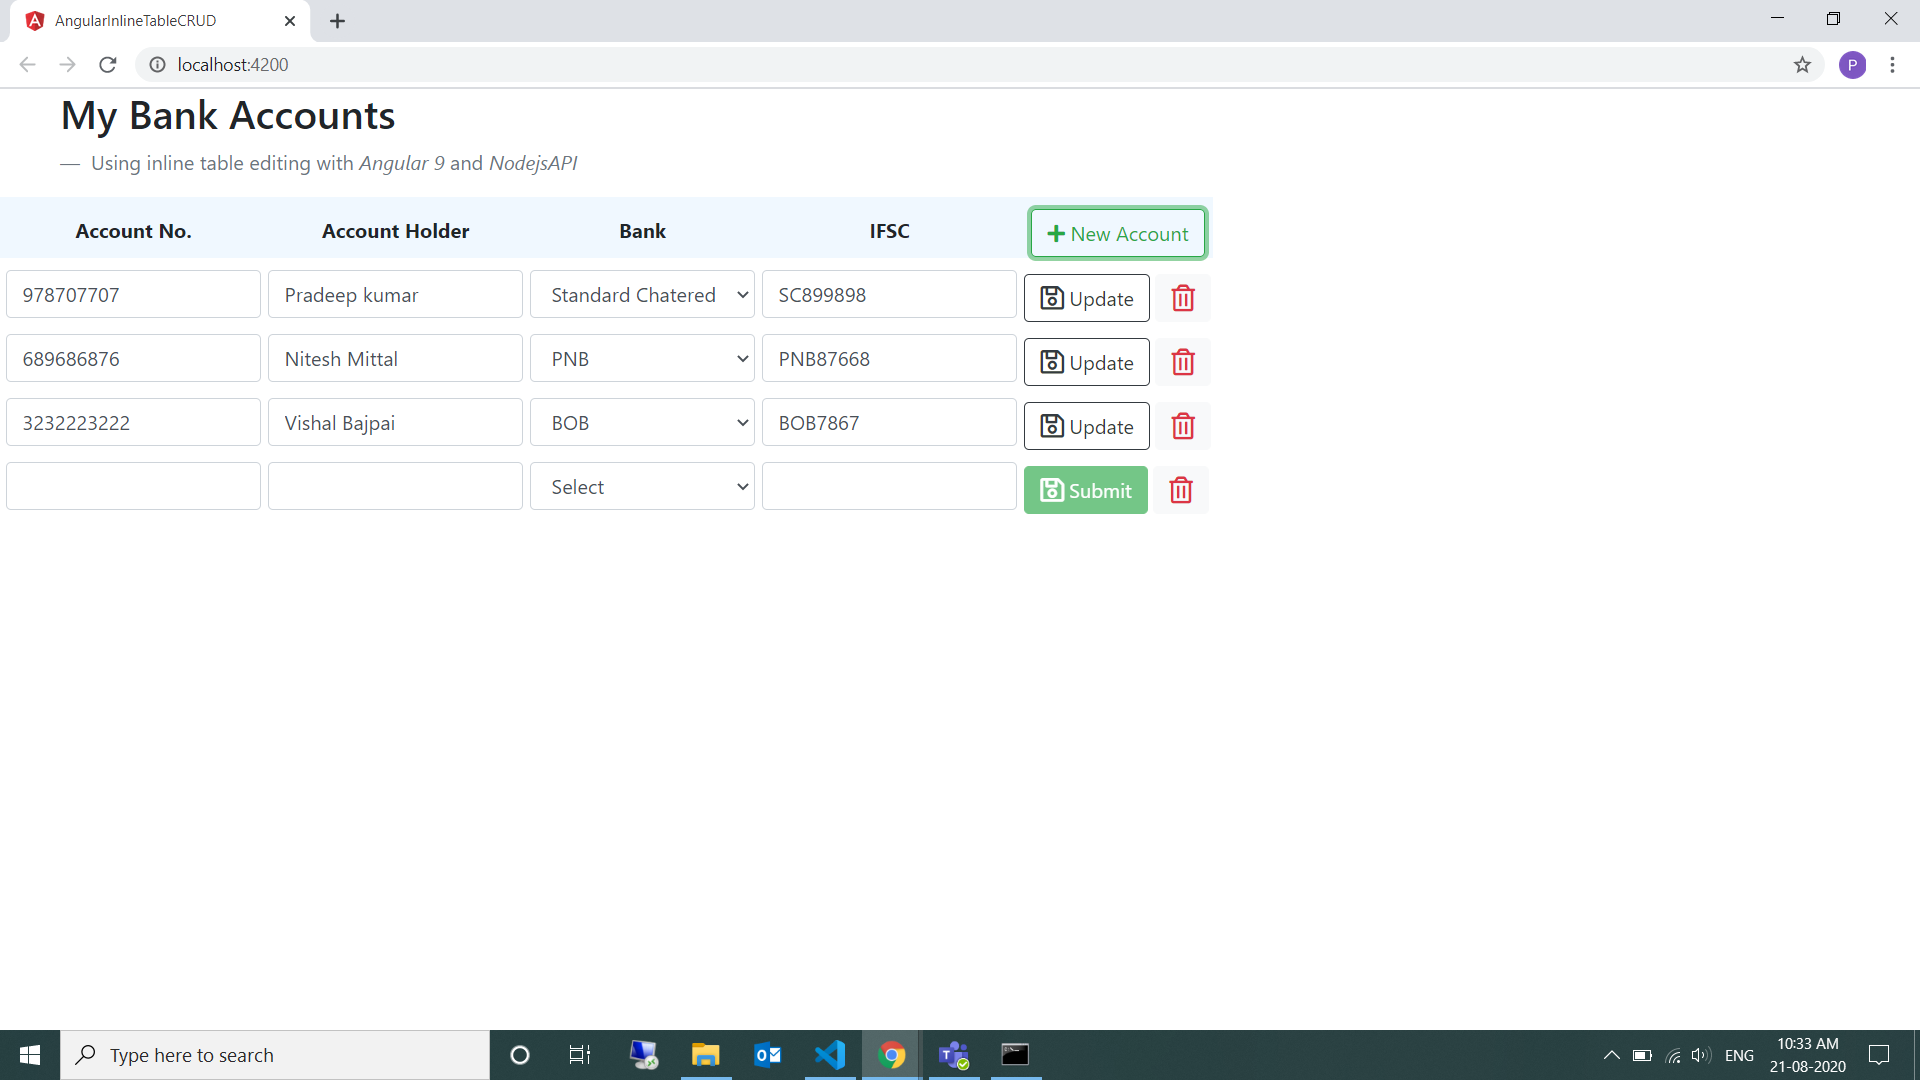 AngularInlineTableCRUD
localhost:4200
P
My Bank Accounts
— Using inline table editing with Angular 9 and NodejsAPI
Account No. Account Holder Bank IFSC New Account
978707707 Pradeep kumar Standard Chatered SC899898 Update
689686876 Nitesh Mittal PNB PNB87668 Update
3232223222 Vishal Bajpai BOB BOB7867 Update
Select Submit
Type here to search
ENG
10:33 AM
21-08-2020